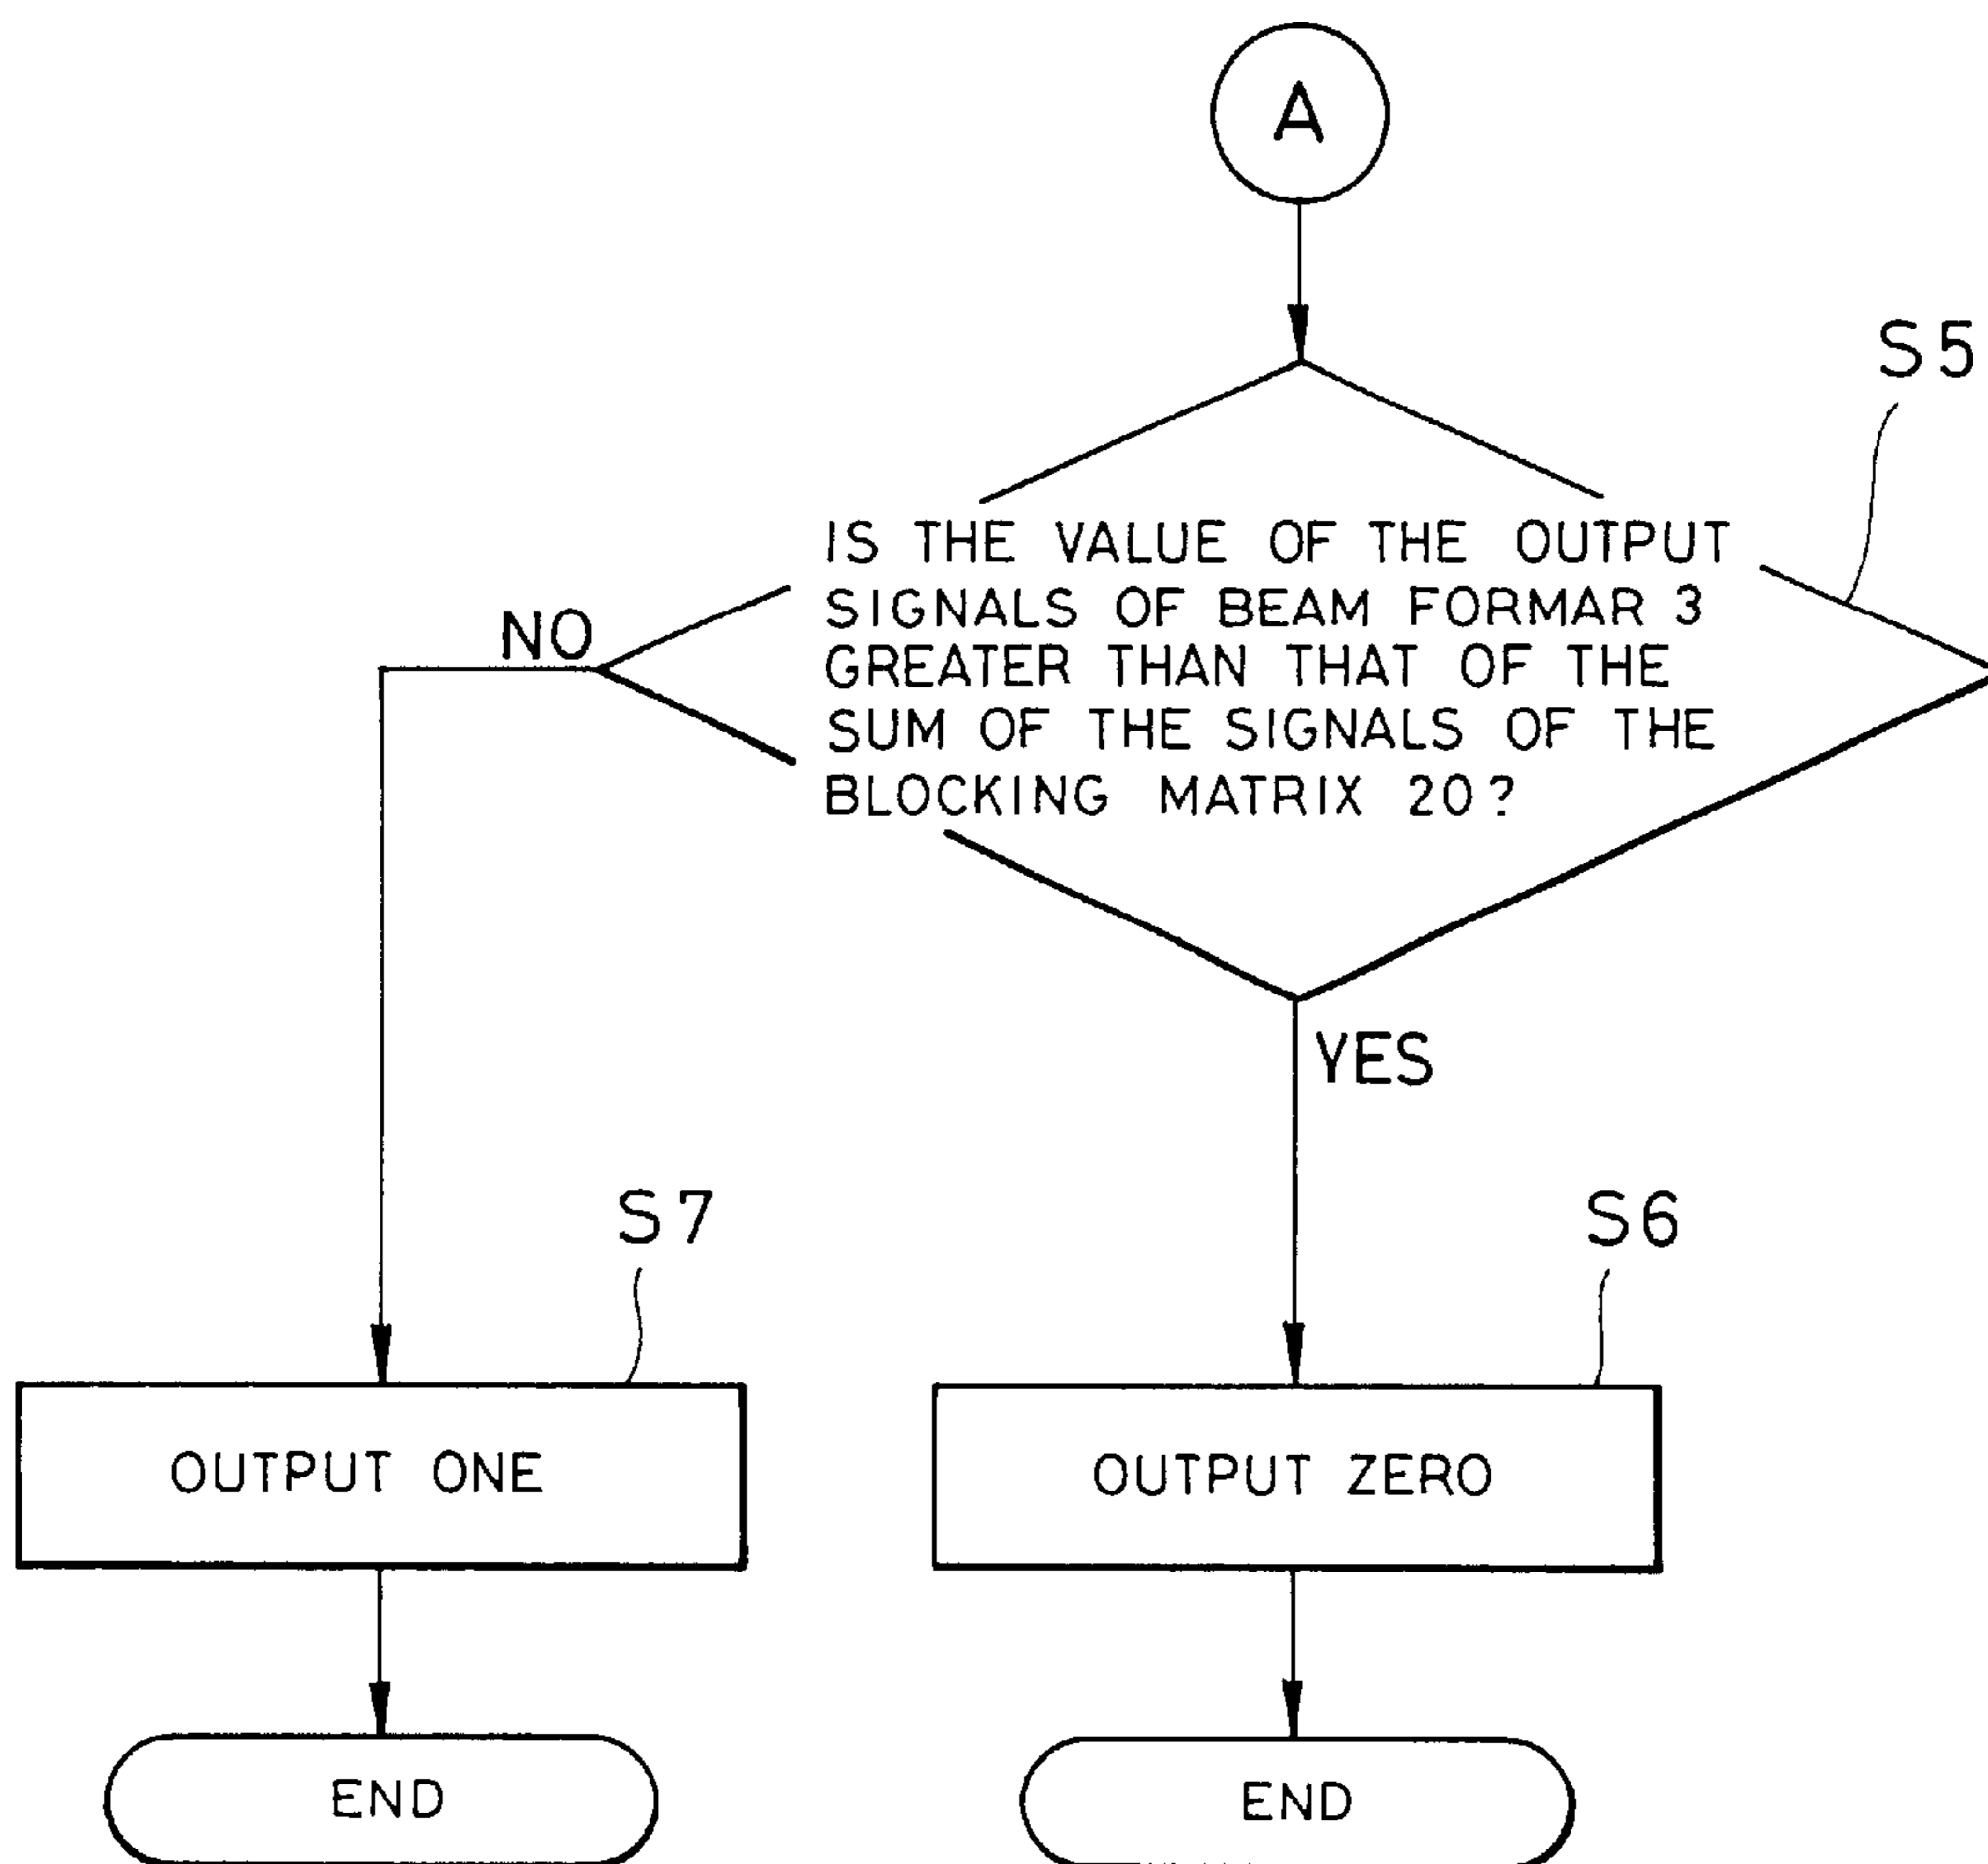 A
S5
IS THE VALUE OF THE OUTPUT
SIGNALS OF BEAM FORMAR 3
GREATER THAN THAT OF THE
SUM OF THE SIGNALS OF THE
BLOCKING MATRIX 20?
NO
YES
S7
S6
OUTPUT ONE
OUTPUT ZERO
END
END